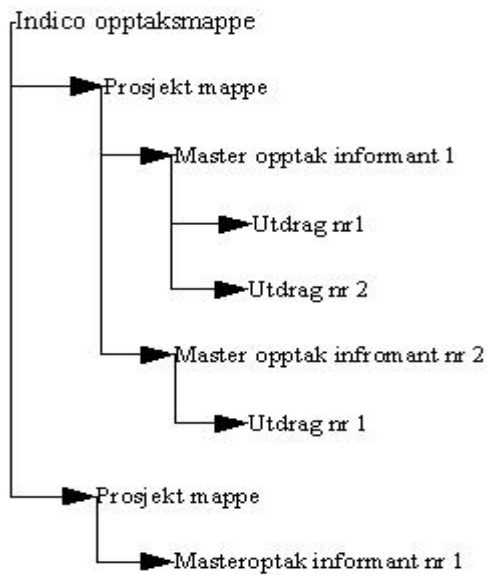 Indico opptaksmappe
Prosjekt mappe
Master opptak informant 1
Utdrag nr1
Utdrag nr 2
Master opptak infromant nr 2
Utdrag nr 1
Prosjekt mappe
Masteroptak informant nr 1